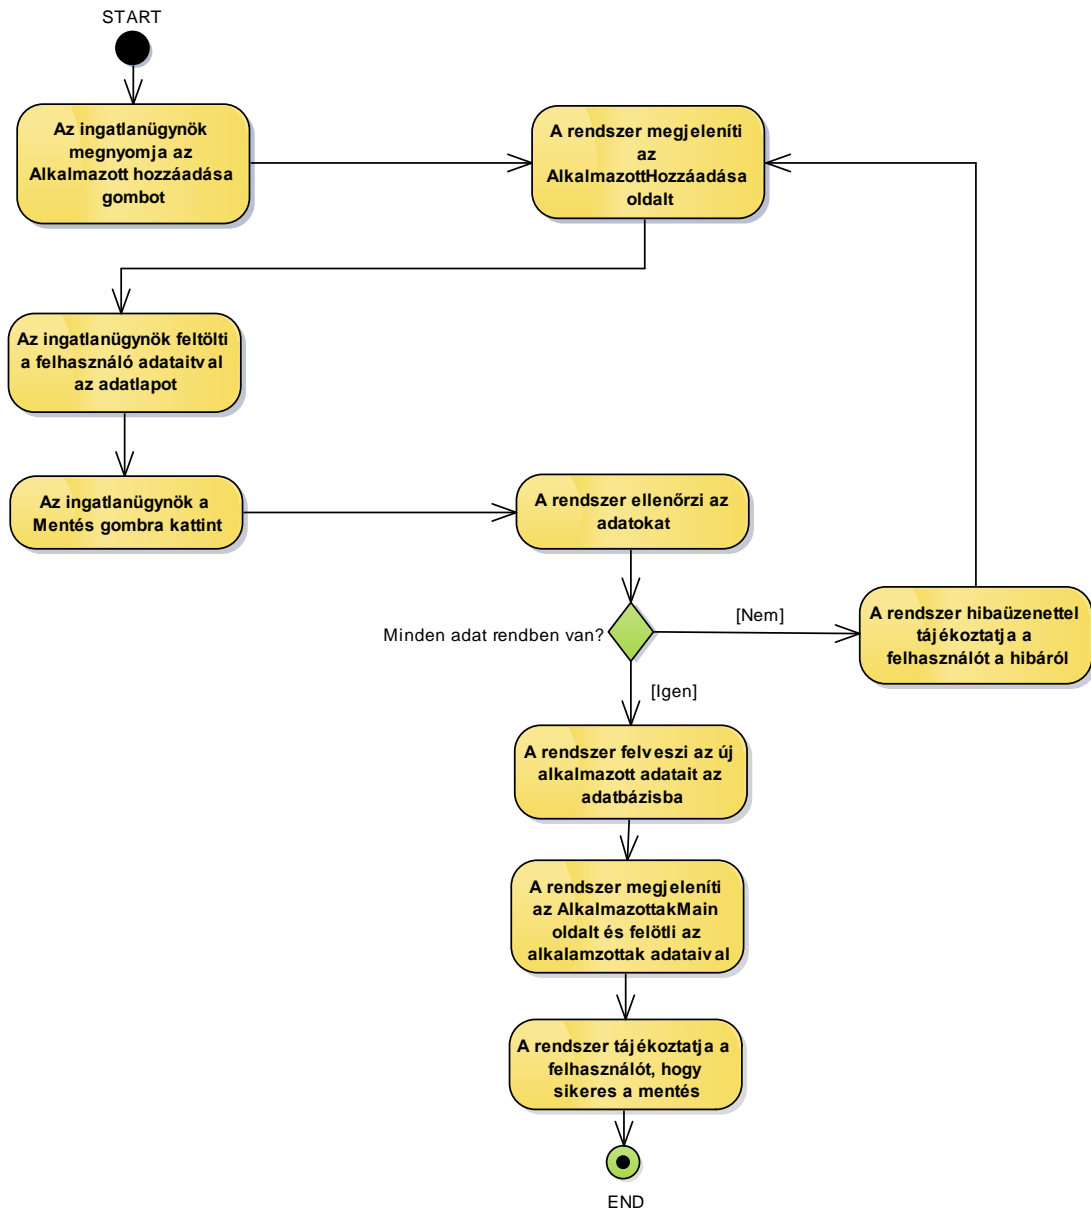 START
Az ingatlanügynök
megnyomja az
Alkalmazott hozzáadása
gombot
A rendszer megjeleníti
az
AlkalmazottHozzáadása
oldalt
Az ingatlanügynök feltölti
a felhasználó adataitval
az adatlapot
Az ingatlanügynök a
Mentés gombra kattint
A rendszer ellenőrzi az
adatokat
Minden adat rendben van?
[Nem]
A rendszer hibaüzenettel
tájékoztatja a
felhasználót a hibáról
[Igen]
A rendszer felveszi az új
alkalmazott adatait az
adatbázisba
A rendszer megjeleníti
az AlkalmazottakMain
oldalt és felötli az
alkalamzottak adataival
A rendszer tájékoztatja a
felhasználót, hogy
sikeres a mentés
END